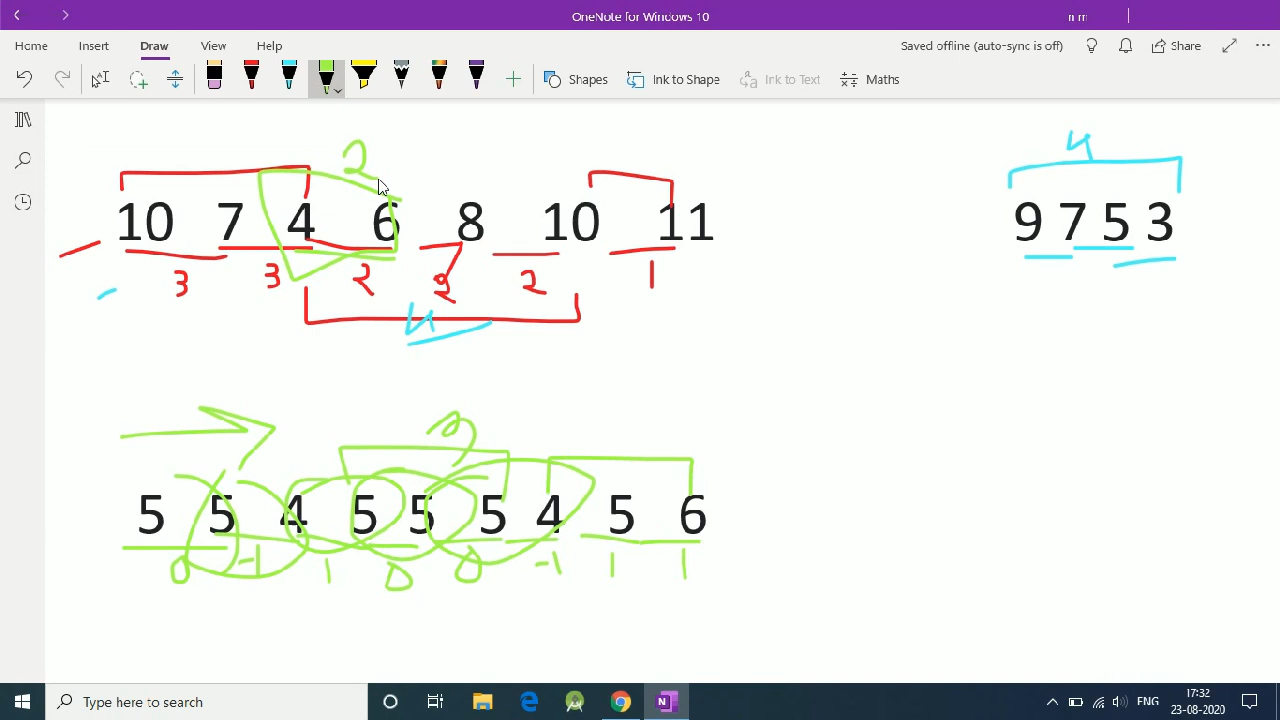 OneNote for Windows 10
n m
Home Insert Draw View Help
Saved offline (auto-sync is off)
Share
Shapes
Ink to Shape
Ink to Text
Maths
2
4
10 7 4 6 8 10 11
9 7 5 3
3 3 2 2 2 1
4
3
5 5 4 5 5 5 4 5 6
0 -1 1 0 0 -1 1 1
Type here to search
ENG
17:32
23-08-2020